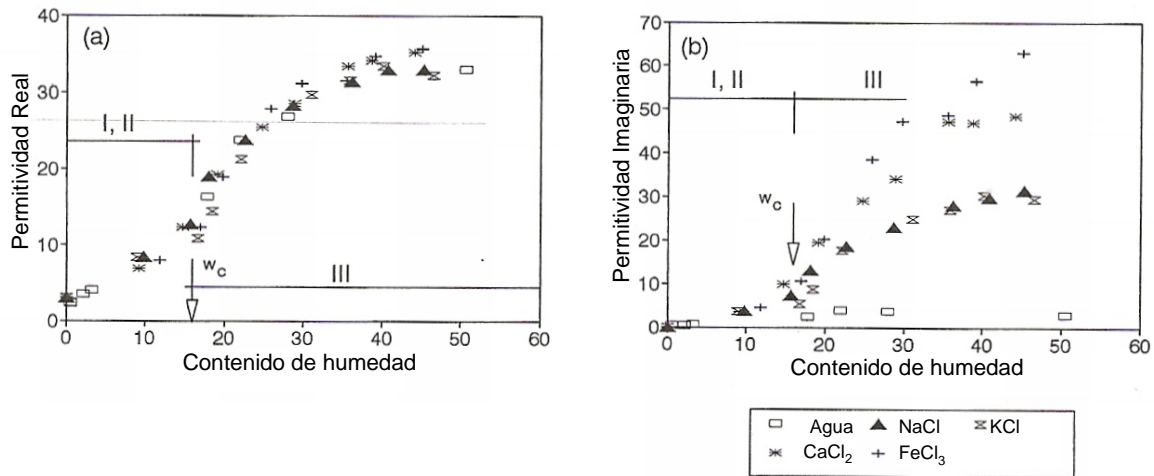 (a)
Permitividad Real
40
30
20
10
0
I, II
w_c
III
0 10 20 30 40 50 60
Contenido de humedad
(b)
Permitividad Imaginaria
70
60
50
40
30
20
10
0
I, II III
w_c
0 10 20 30 40 50 60
Contenido de humedad
Agua NaCl KCl
CaCl₂ FeCl₃